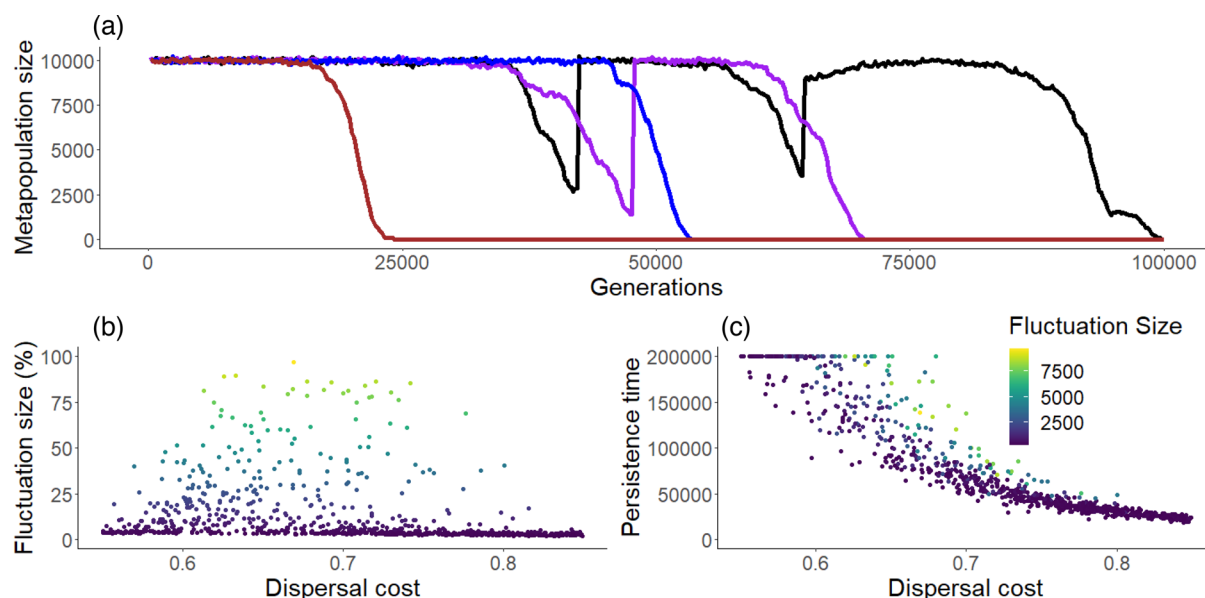 (a)
Metapopulation size
10000
7500
5000
2500
0
0 25000 50000 75000 100000
Generations
(b)
Fluctuation size (%)
100
75
50
25
0
0.6 0.7 0.8
Dispersal cost
(c)
Fluctuation Size
7500
5000
2500
Persistence time
200000
150000
100000
50000
0
0.6 0.7 0.8
Dispersal cost